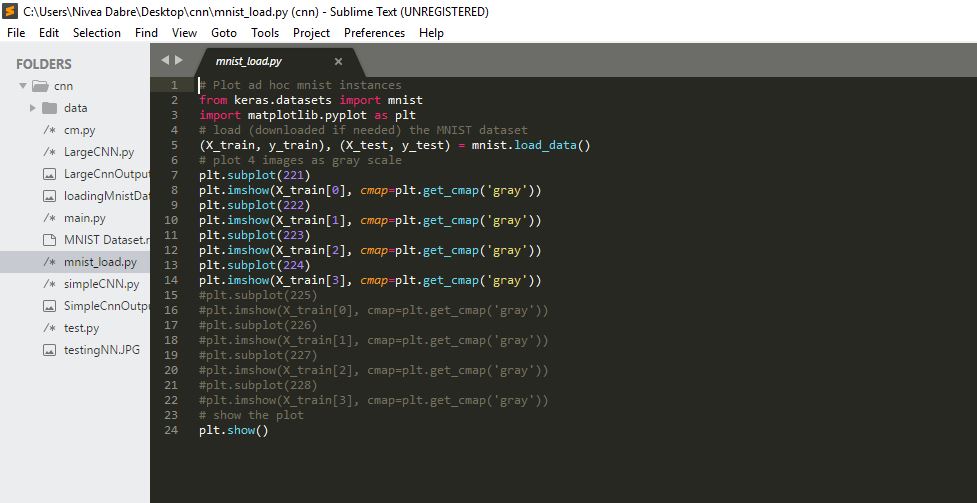 C:\Users\Nivea Dabre\Desktop\cnn\mnist_load.py (cnn) - Sublime Text (UNREGISTERED)
File Edit Selection Find View Goto Tools Project Preferences Help
FOLDERS
cnn
data
cm.py
LargeCNN.py
LargeCnnOutpu
loadingMnistDat
main.py
MNIST Dataset.r
mnist_load.py
simpleCNN.py
SimpleCnnOutpu
test.py
testingNN.JPG
mnist_load.py
1 # Plot ad hoc mnist instances
2 from keras.datasets import mnist
3 import matplotlib.pyplot as plt
4 # load (downloaded if needed) the MNIST dataset
5 (X_train, y_train), (X_test, y_test) = mnist.load_data()
6 # plot 4 images as gray scale
7 plt.subplot(221)
8 plt.imshow(X_train[0], cmap=plt.get_cmap('gray'))
9 plt.subplot(222)
10 plt.imshow(X_train[1], cmap=plt.get_cmap('gray'))
11 plt.subplot(223)
12 plt.imshow(X_train[2], cmap=plt.get_cmap('gray'))
13 plt.subplot(224)
14 plt.imshow(X_train[3], cmap=plt.get_cmap('gray'))
15 #plt.subplot(225)
16 #plt.imshow(X_train[0], cmap=plt.get_cmap('gray'))
17 #plt.subplot(226)
18 #plt.imshow(X_train[1], cmap=plt.get_cmap('gray'))
19 #plt.subplot(227)
20 #plt.imshow(X_train[2], cmap=plt.get_cmap('gray'))
21 #plt.subplot(228)
22 #plt.imshow(X_train[3], cmap=plt.get_cmap('gray'))
23 # show the plot
24 plt.show()